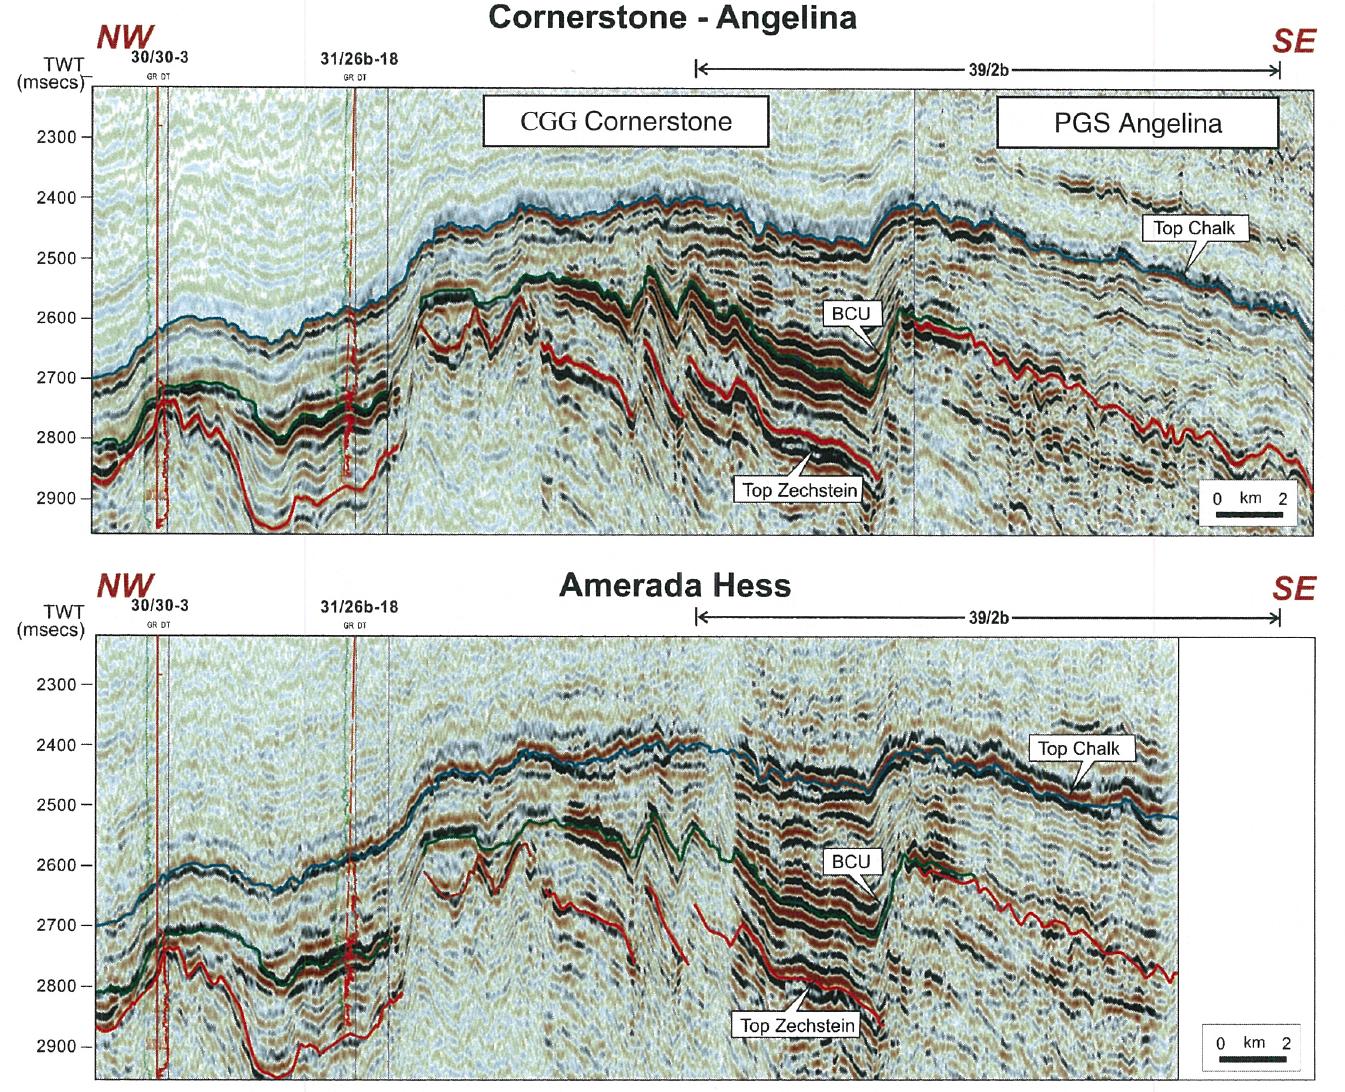 Cornerstone - Angelina
NW
SE
30/30-3
31/26b-18
TWT
(msecs)
GR DT
GR DT
39/2b
CGG Cornerstone
PGS Angelina
2300
2400
2500
2600
2700
2800
2900
Top Chalk
BCU
Top Zechstein
0 km 2
Amerada Hess
NW
SE
30/30-3
31/26b-18
TWT
(msecs)
GR DT
GR DT
39/2b
2300
2400
2500
2600
2700
2800
2900
Top Chalk
BCU
Top Zechstein
0 km 2